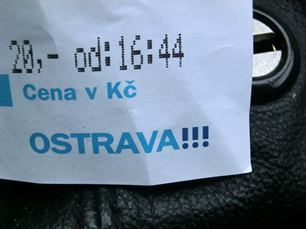 20,- od:16:44
Cena v Kč
OSTRAVA!!!